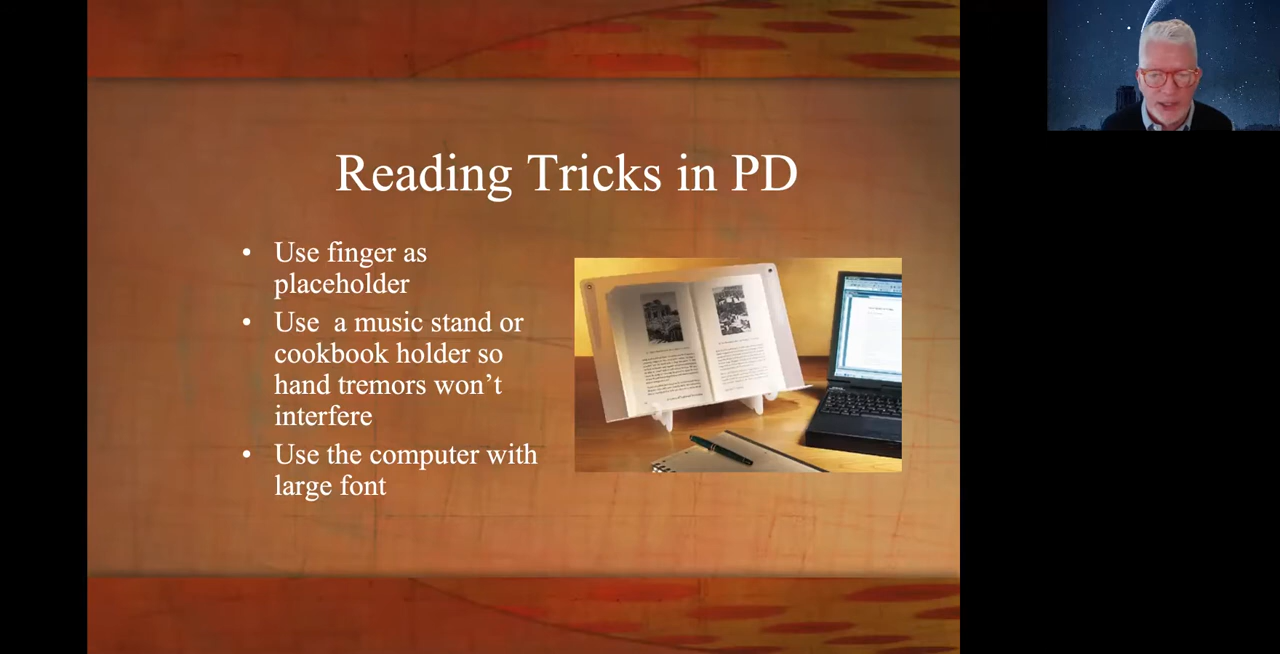 Reading Tricks in PD
• Use finger as
placeholder
• Use a music stand or
cookbook holder so
hand tremors won't
interfere
• Use the computer with
large font